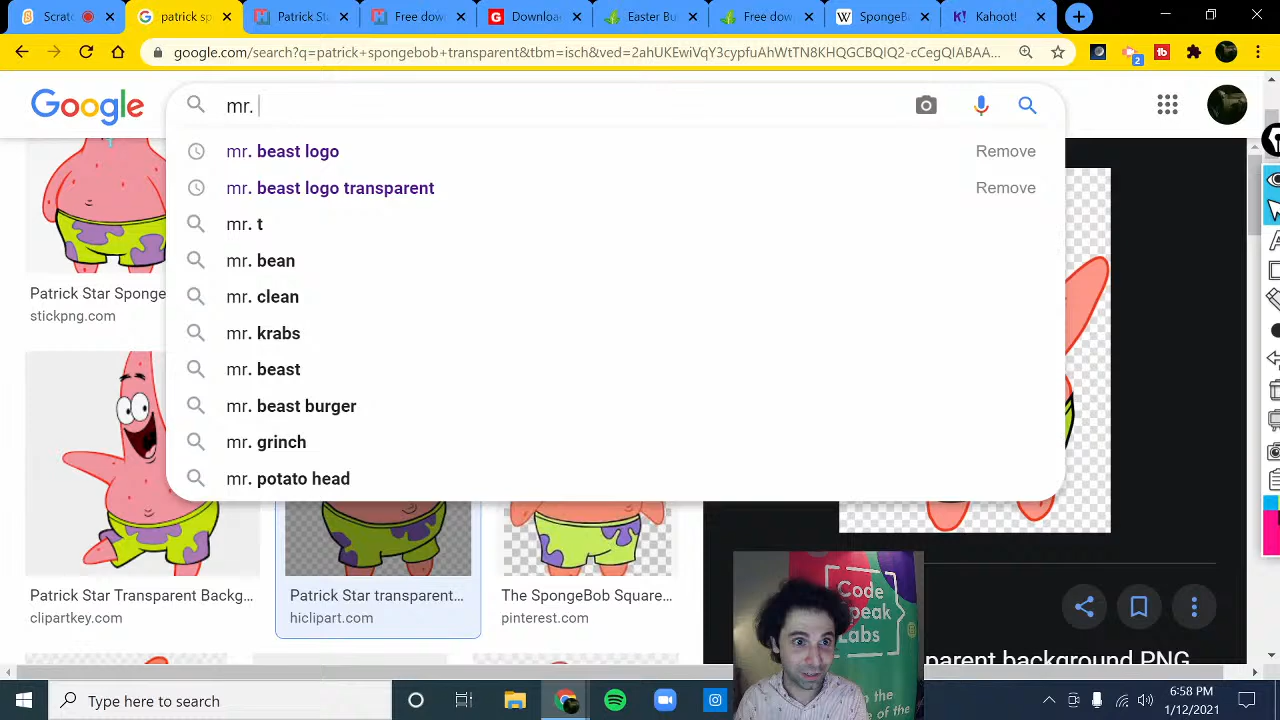 Scratc
patrick sp
Free dow
Downloa
Easter Bu
Free dow
SpongeB
Kahoot!
google.com/search?q=patrick+spongebob+transparent&tbm=isch&ved=2ahUKEwiVqY3cypfuAhWtTN8KHQGCBQIQ2-cCegQIABAA...
2
Google
mr.
mr. beast logo Remove
mr. beast logo transparent Remove
mr. t
mr. bean
mr. clean
mr. krabs
mr. beast
mr. beast burger
mr. grinch
mr. potato head
Patrick Star Sponge
stickpng.com
Patrick Star Transparent Backg...
clipartkey.com
Patrick Star transparent...
hiclipart.com
The SpongeBob Square...
pinterest.com
Code
Speak
Labs
parent background PNG
Type here to search
6:58 PM
1/12/2021